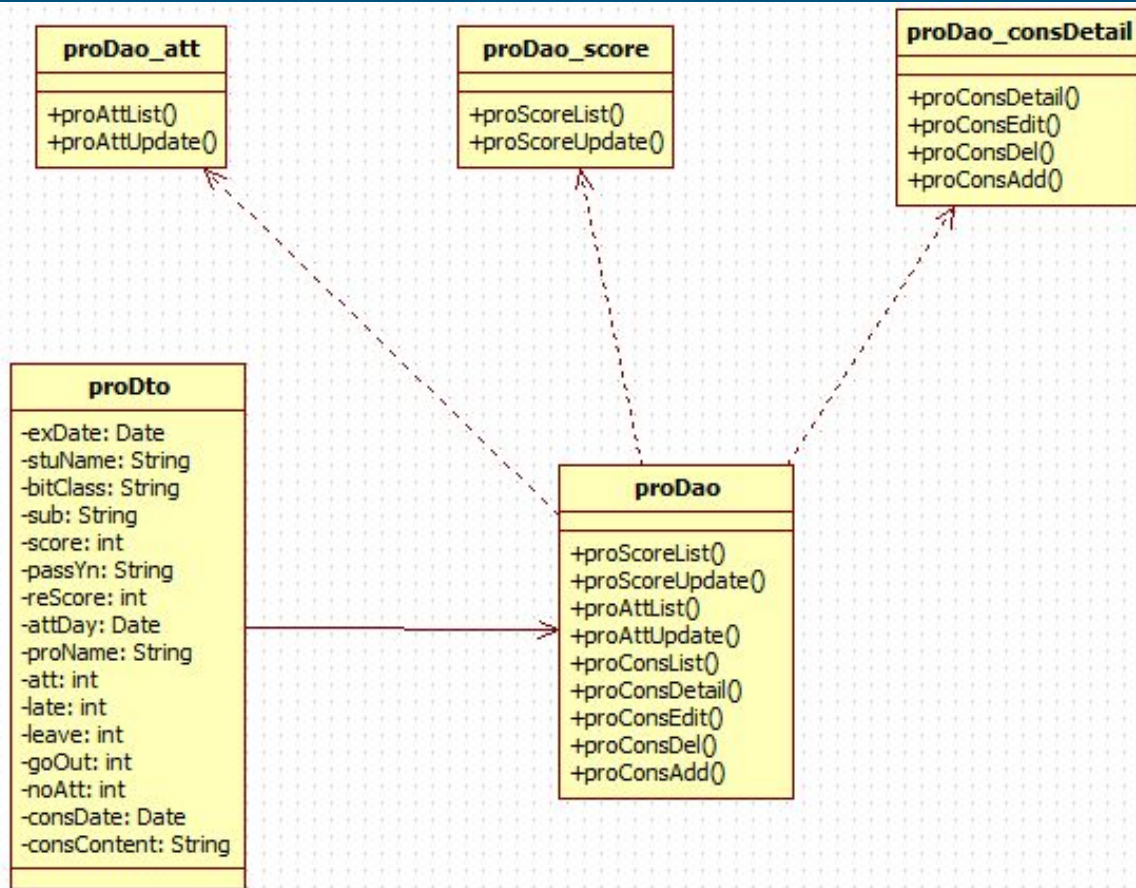 proDao_att
+proAttList()
+proAttUpdate()
proDao_score
+proScoreList()
+proScoreUpdate()
proDao_consDetail
+proConsDetail()
+proConsEdit()
+proConsDel()
+proConsAdd()
proDto
-exDate: Date
-stuName: String
-bitClass: String
-sub: String
-score: int
-passYn: String
-reScore: int
-attDay: Date
-proName: String
-att: int
-late: int
-leave: int
-goOut: int
-noAtt: int
-consDate: Date
-consContent: String
proDao
+proScoreList()
+proScoreUpdate()
+proAttList()
+proAttUpdate()
+proConsList()
+proConsDetail()
+proConsEdit()
+proConsDel()
+proConsAdd()